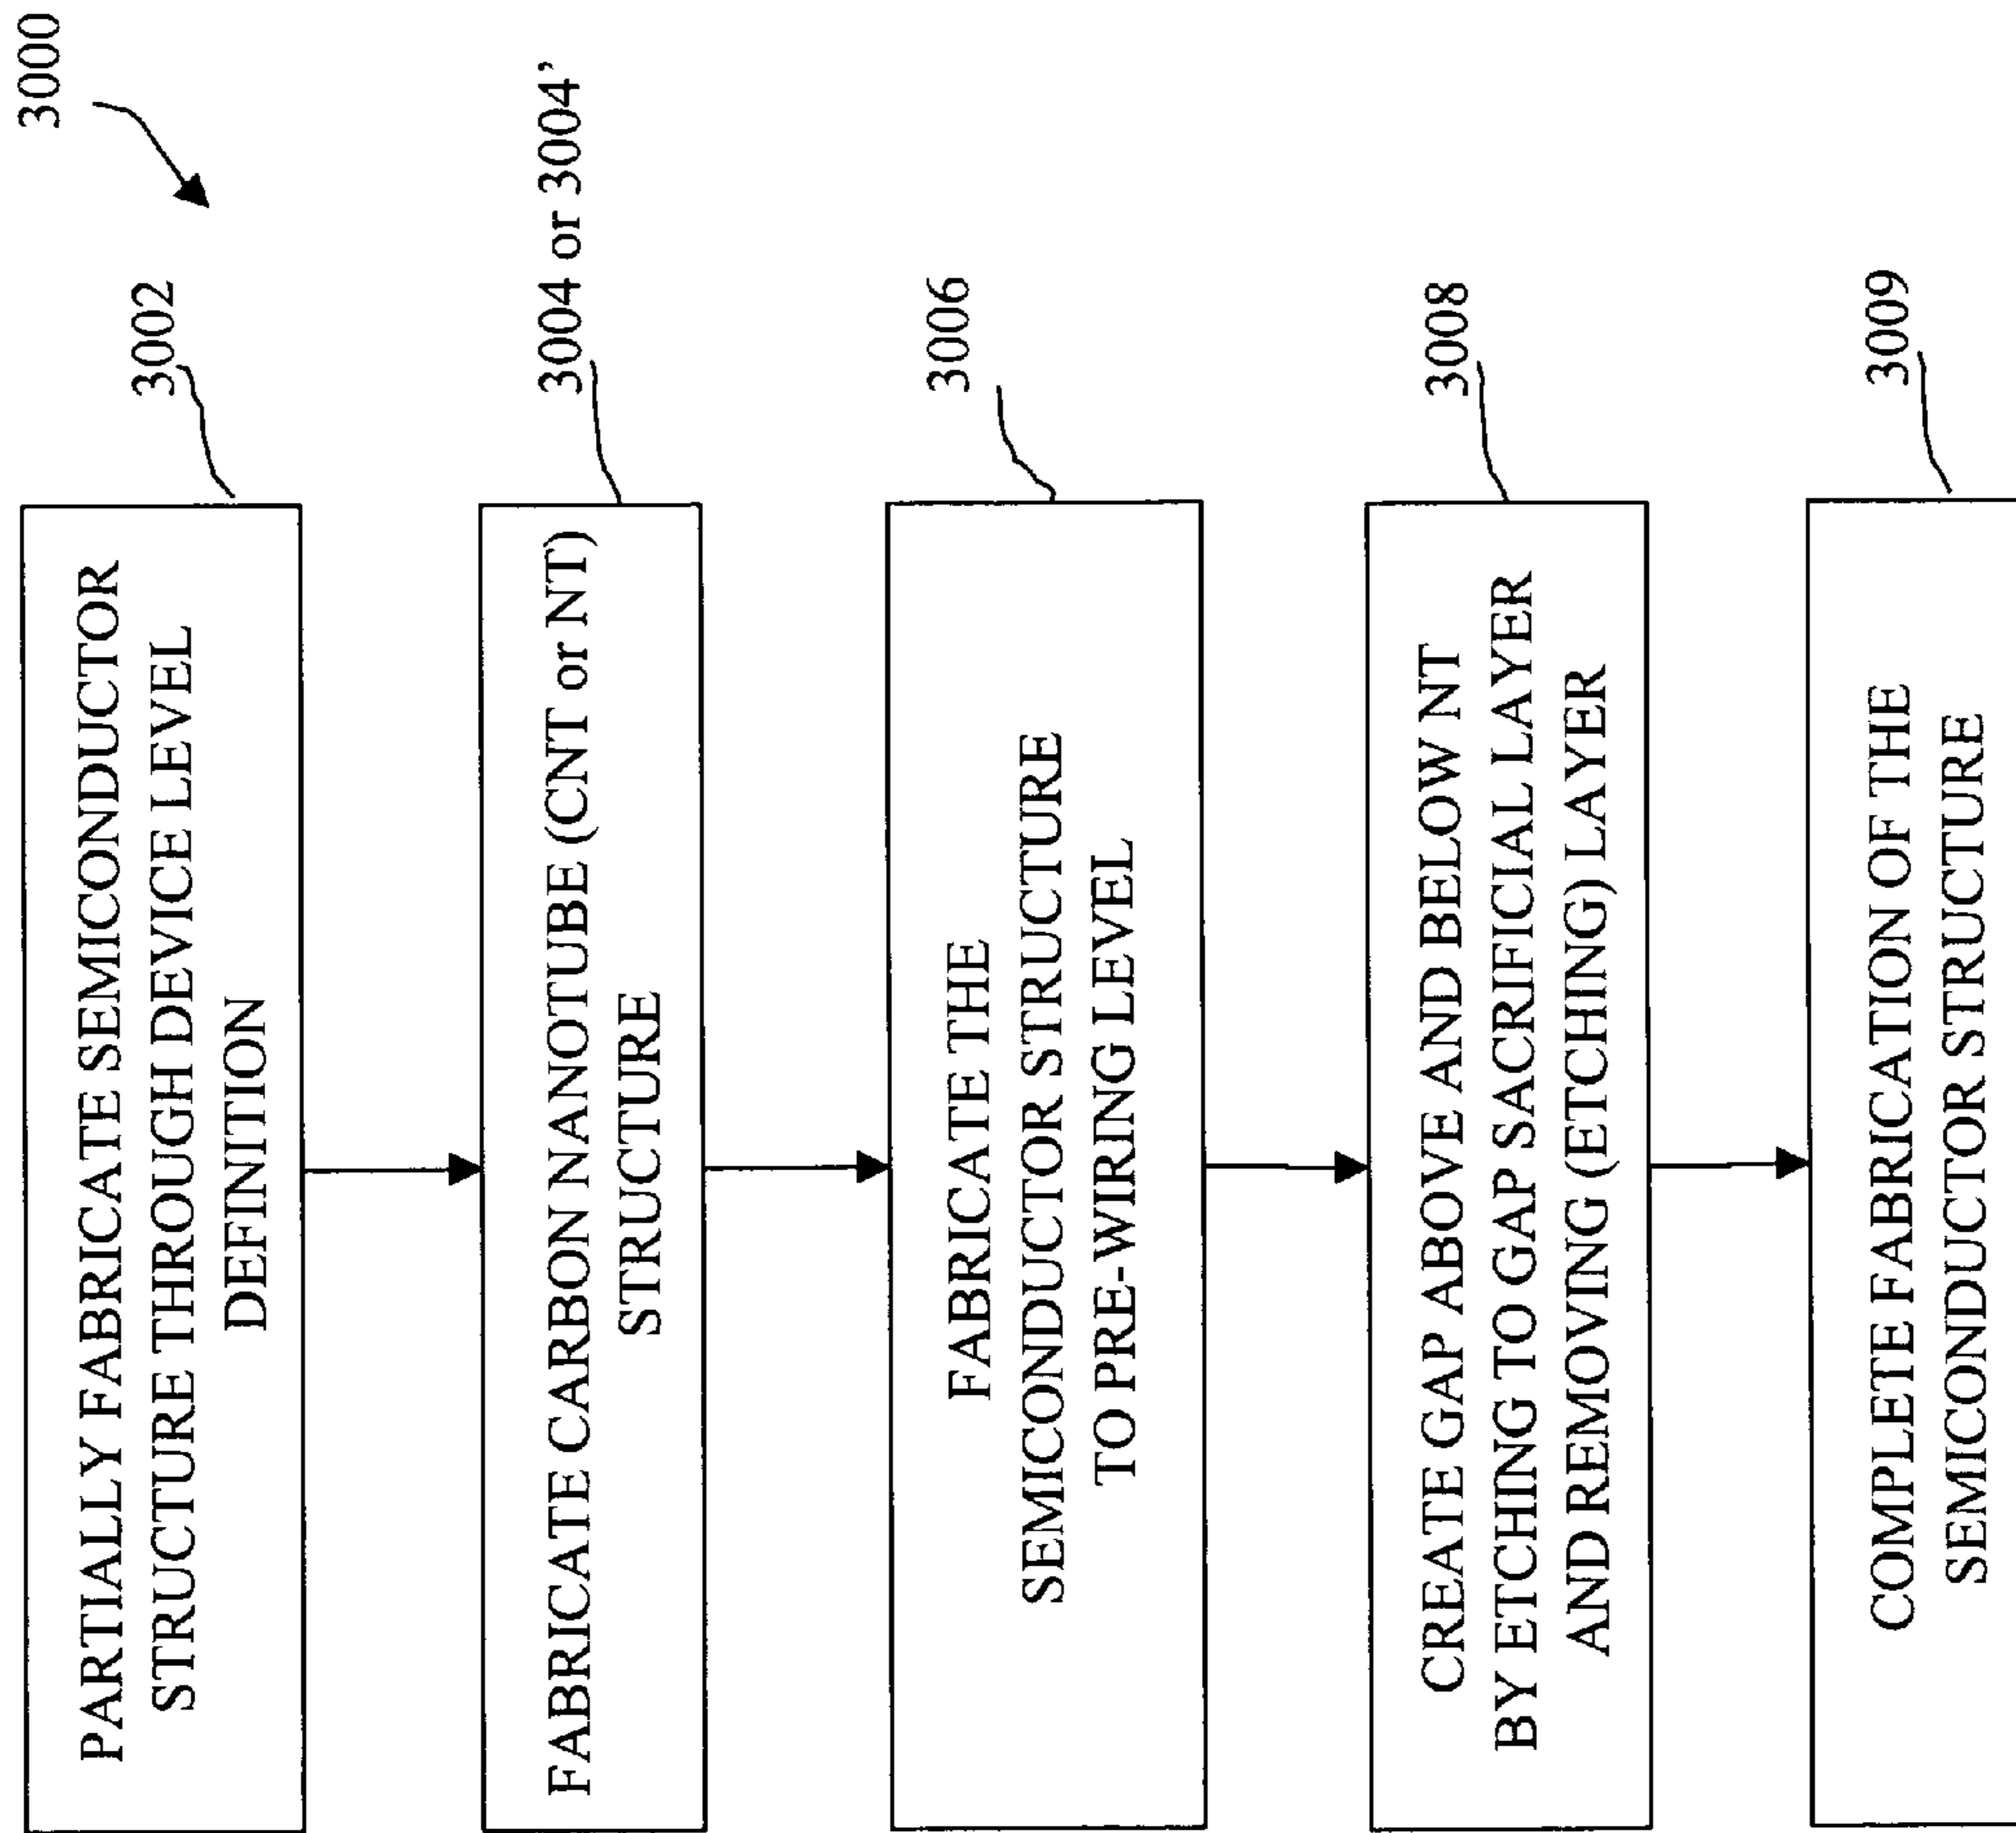 3000
3002
PARTIALLY FABRICATE SEMICONDUCTOR
STRUCTURE THROUGH DEVICE LEVEL
DEFINITION
3004 or 3004’
FABRICATE CARBON NANOTUBE (CNT or NT)
STRUCTURE
3006
FABRICATE THE
SEMICONDUCTOR STRUCTURE
TO PRE-WIRING LEVEL
3008
CREATE GAP ABOVE AND BELOW NT
BY ETCHING TO GAP SACRIFICIAL LAYER
AND REMOVING (ETCHING) LAYER
3009
COMPLETE FABRICATION OF THE
SEMICONDUCTOR STRUCTURE